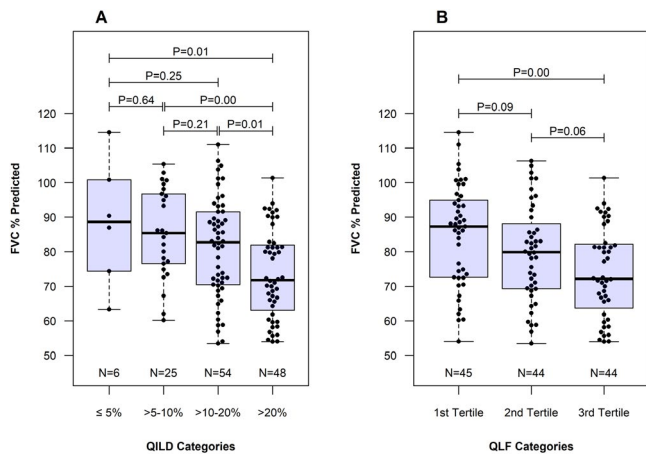 A
P=0.01
P=0.25
P=0.64
P=0.00
P=0.21
P=0.01
FVC % Predicted
120
110
100
90
80
70
60
50
N=6 N=25 N=54 N=48
≤ 5% >5-10% >10-20% >20%
QILD Categories
B
P=0.00
P=0.09
P=0.06
FVC % Predicted
120
110
100
90
80
70
60
50
N=45 N=44 N=44
1st Tertile 2nd Tertile 3rd Tertile
QLF Categories